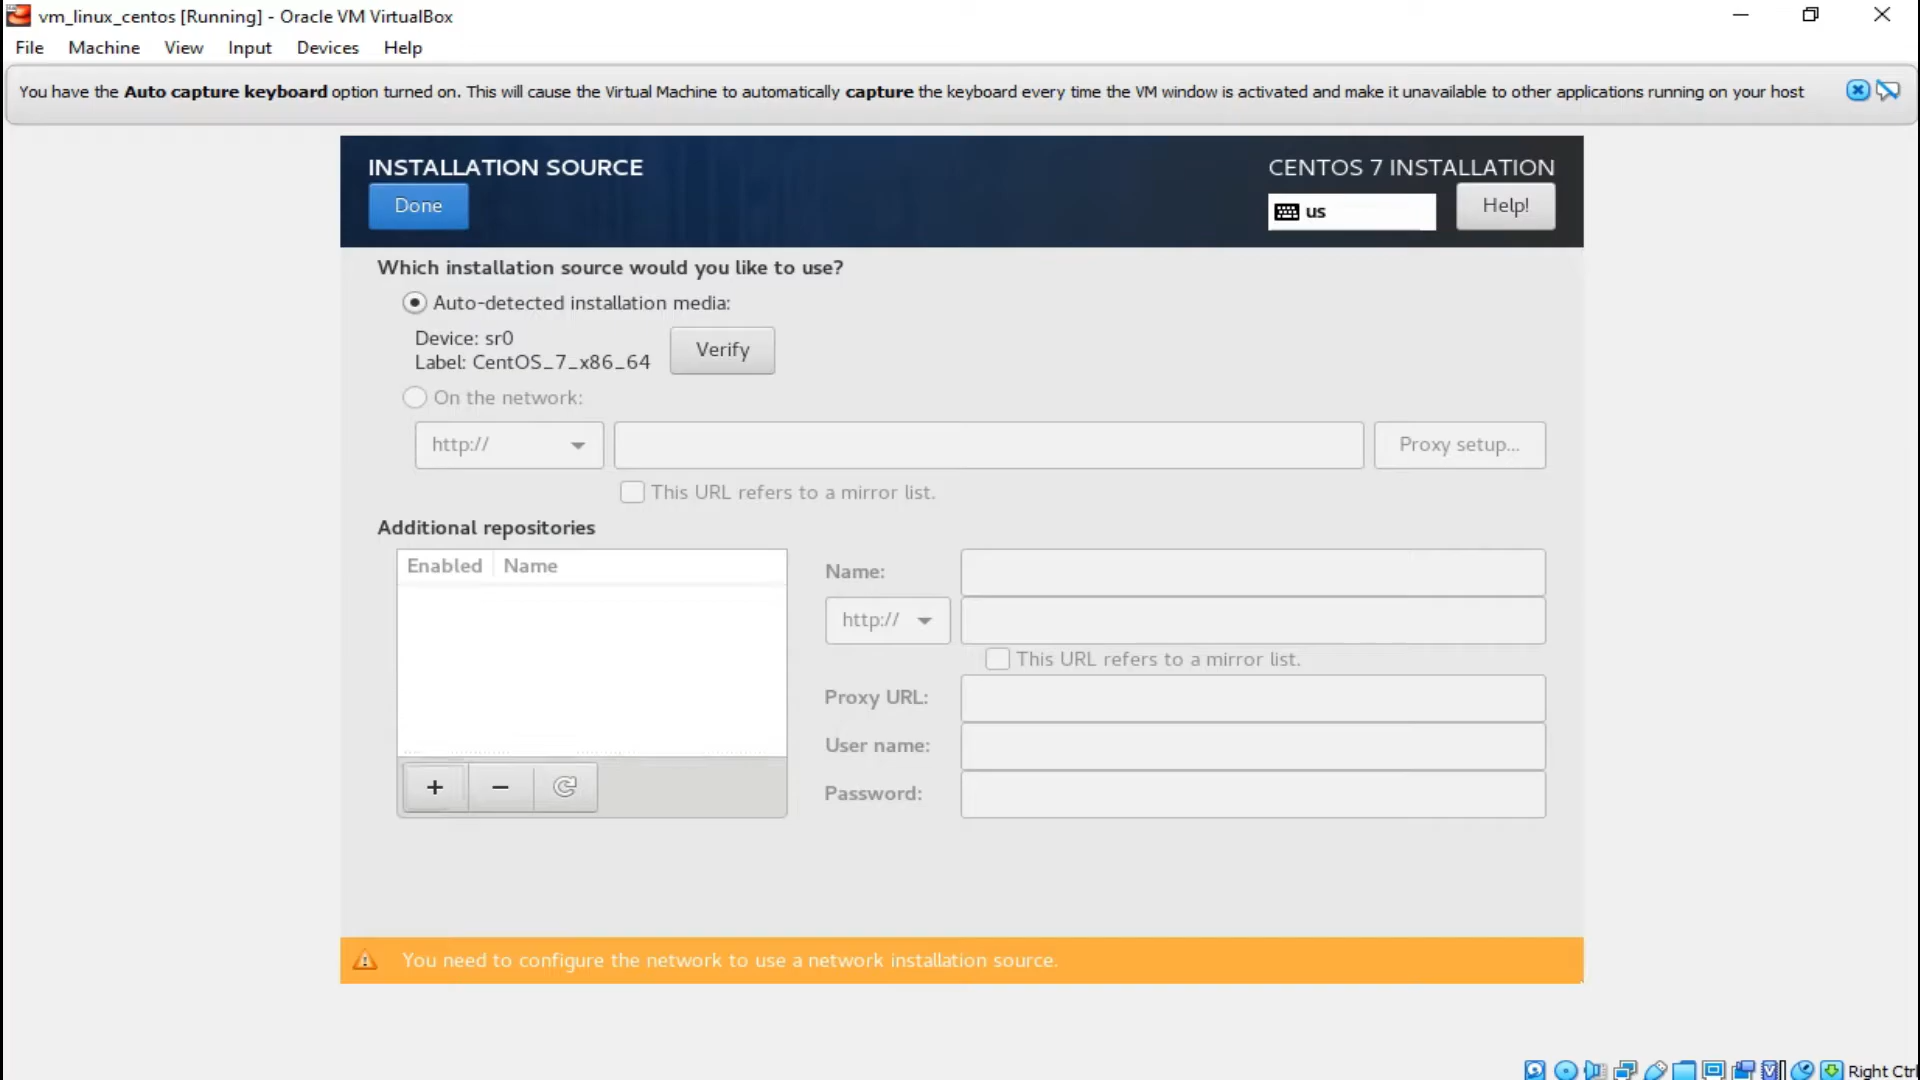 vm_linux_centos [Running] - Oracle VM VirtualBox
File Machine View Input Devices Help
You have the Auto capture keyboard option turned on. This will cause the Virtual Machine to automatically capture the keyboard every time the VM window is activated and make it unavailable to other applications running on your host
INSTALLATION SOURCE
CENTOS 7 INSTALLATION
Done
us
Help!
Which installation source would you like to use?
Auto-detected installation media:
Device: sr0
Label: CentOS_7_x86_64
Verify
On the network:
http://
Proxy setup...
This URL refers to a mirror list.
Additional repositories
Enabled Name
Name:
http://
This URL refers to a mirror list.
Proxy URL:
User name:
Password:
You need to configure the network to use a network installation source.
Right Ctrl